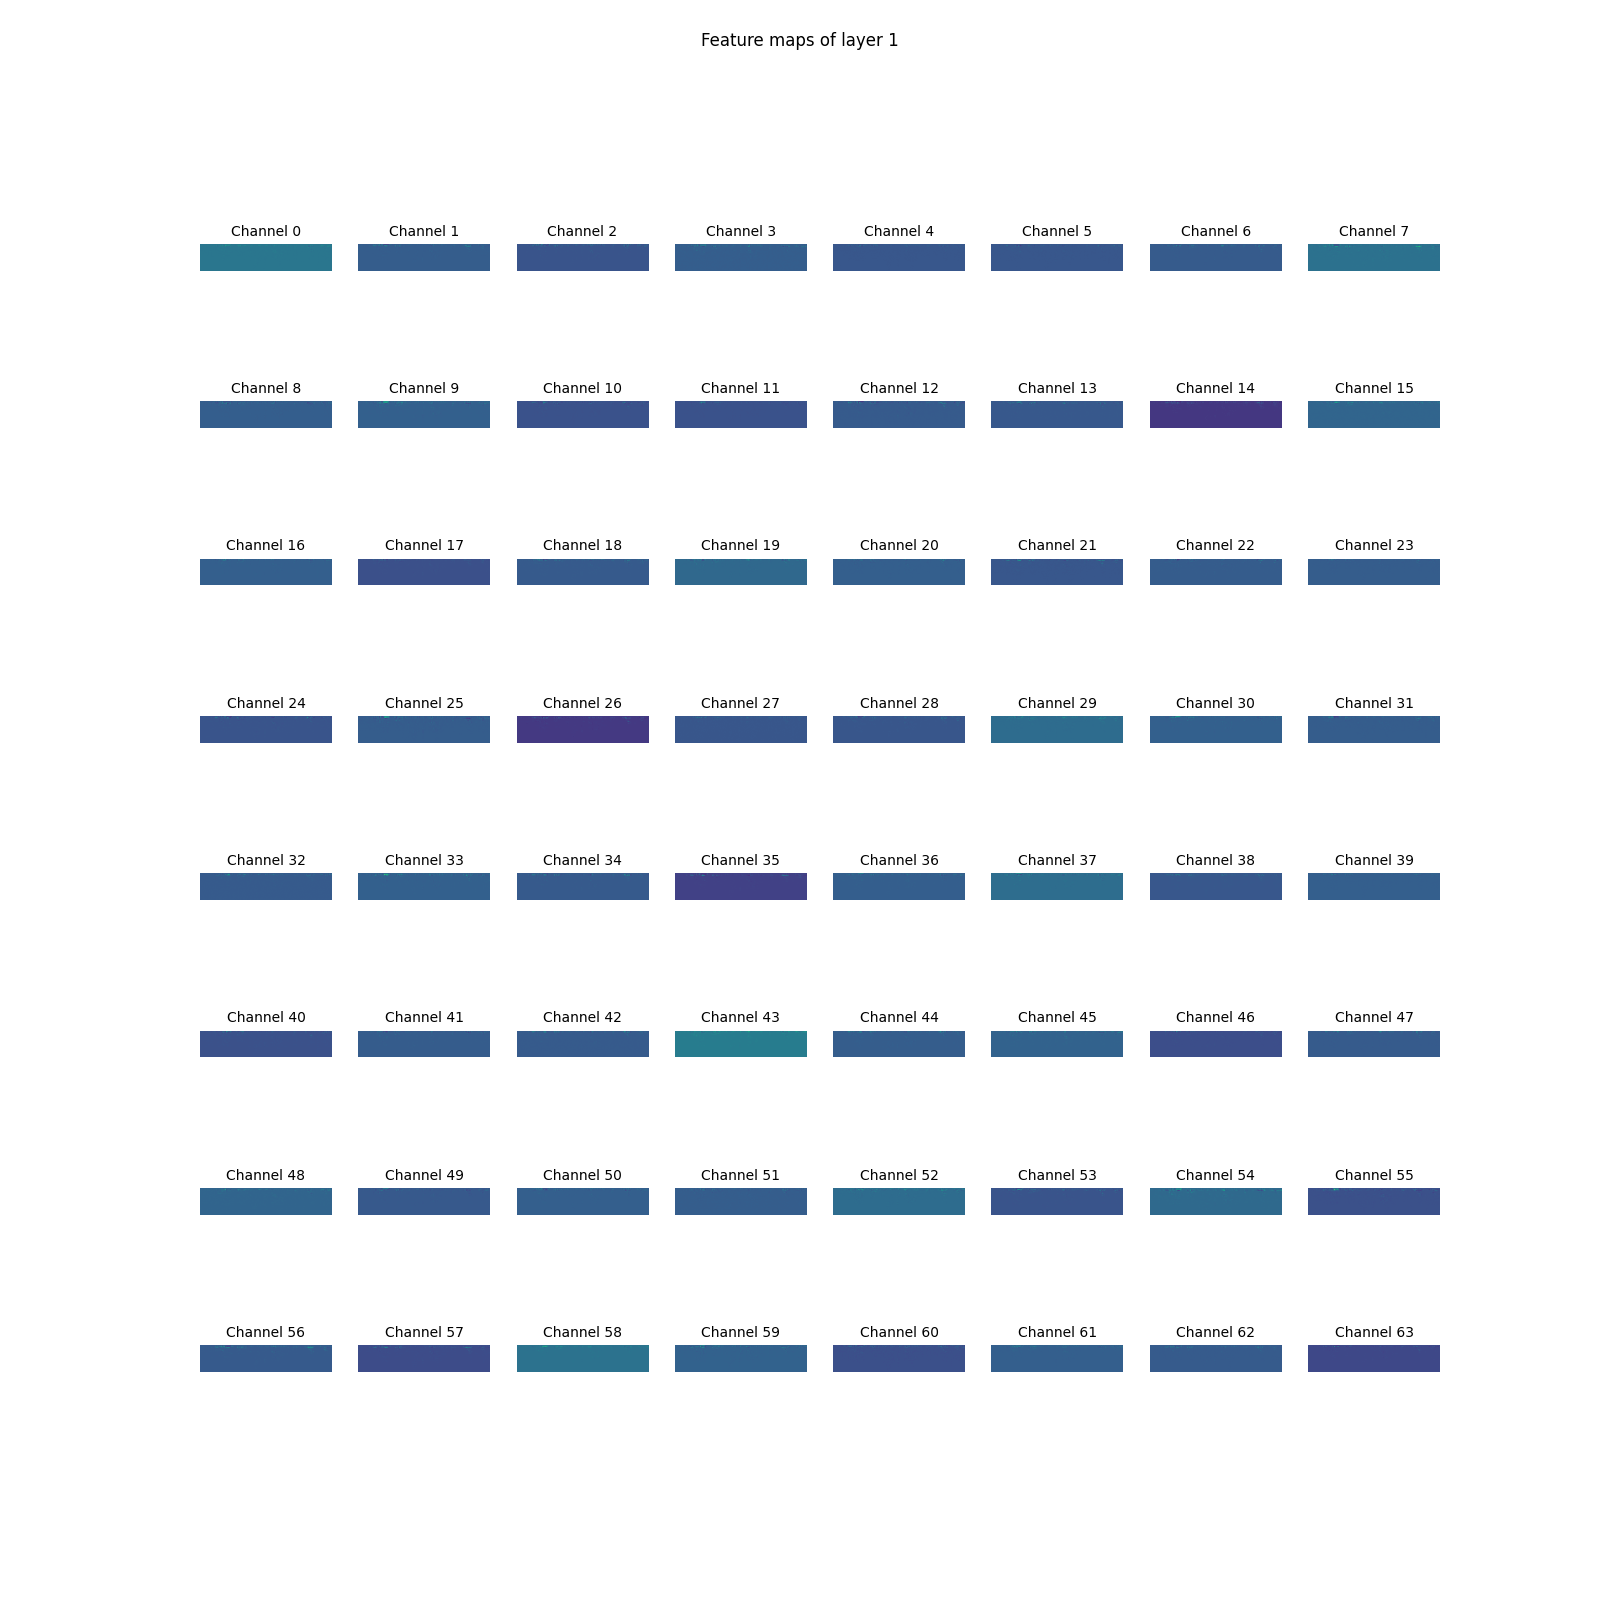 Feature maps of layer 1
Channel 0 Channel 1 Channel 2 Channel 3 Channel 4 Channel 5 Channel 6 Channel 7
Channel 8 Channel 9 Channel 10 Channel 11 Channel 12 Channel 13 Channel 14 Channel 15
Channel 16 Channel 17 Channel 18 Channel 19 Channel 20 Channel 21 Channel 22 Channel 23
Channel 24 Channel 25 Channel 26 Channel 27 Channel 28 Channel 29 Channel 30 Channel 31
Channel 32 Channel 33 Channel 34 Channel 35 Channel 36 Channel 37 Channel 38 Channel 39
Channel 40 Channel 41 Channel 42 Channel 43 Channel 44 Channel 45 Channel 46 Channel 47
Channel 48 Channel 49 Channel 50 Channel 51 Channel 52 Channel 53 Channel 54 Channel 55
Channel 56 Channel 57 Channel 58 Channel 59 Channel 60 Channel 61 Channel 62 Channel 63